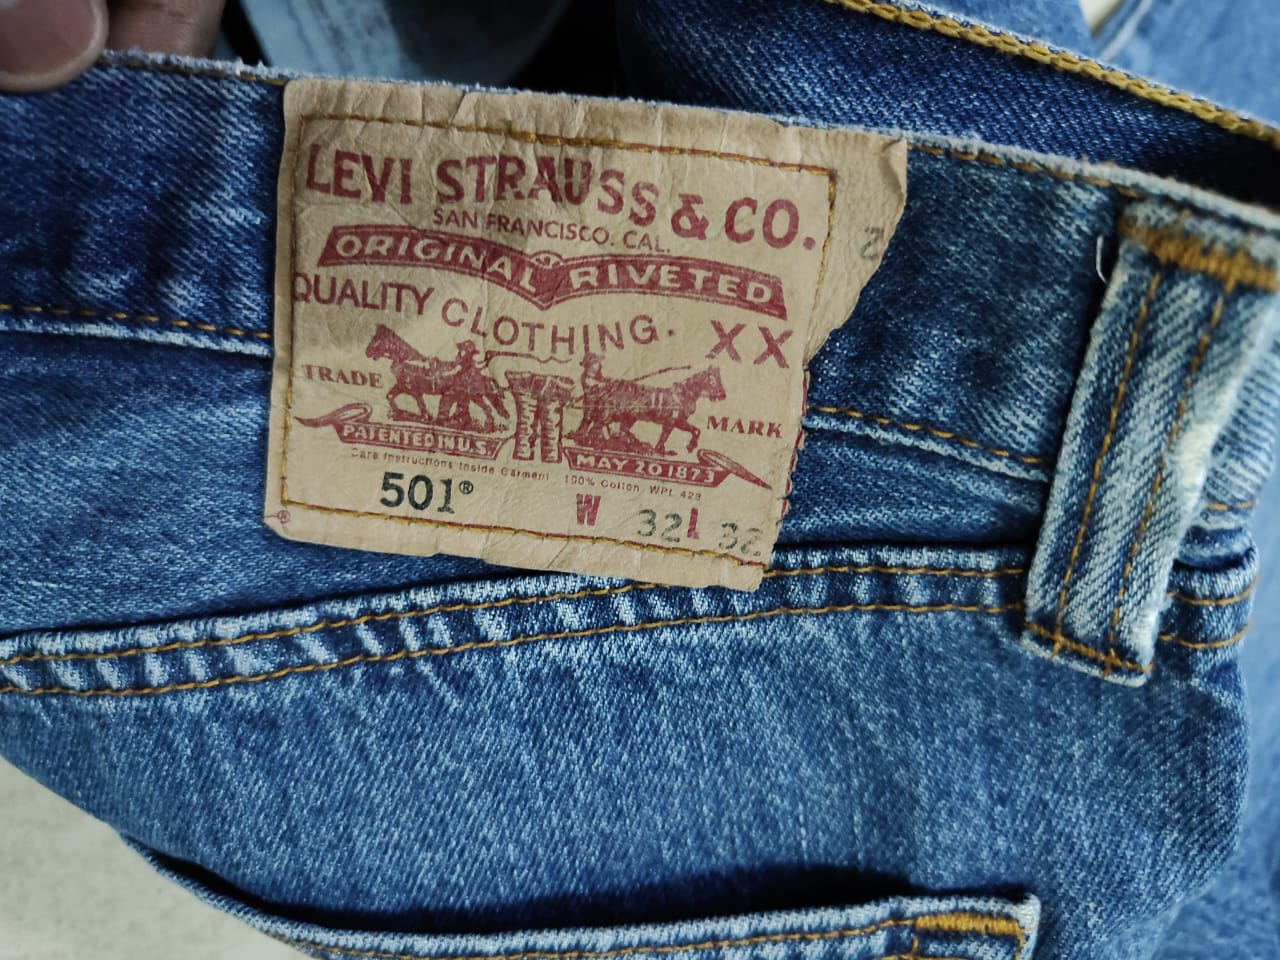 LEVI STRAUSS & CO.
SAN FRANCISCO. CAL.
ORIGINAL RIVETED
QUALITY CLOTHING. XX
TRADE MARK
PATENTED IN U.S. MAY 20 1873
Care Instructions Inside Garment 100% Cotton WPL 423
501® W 32 L 32
®